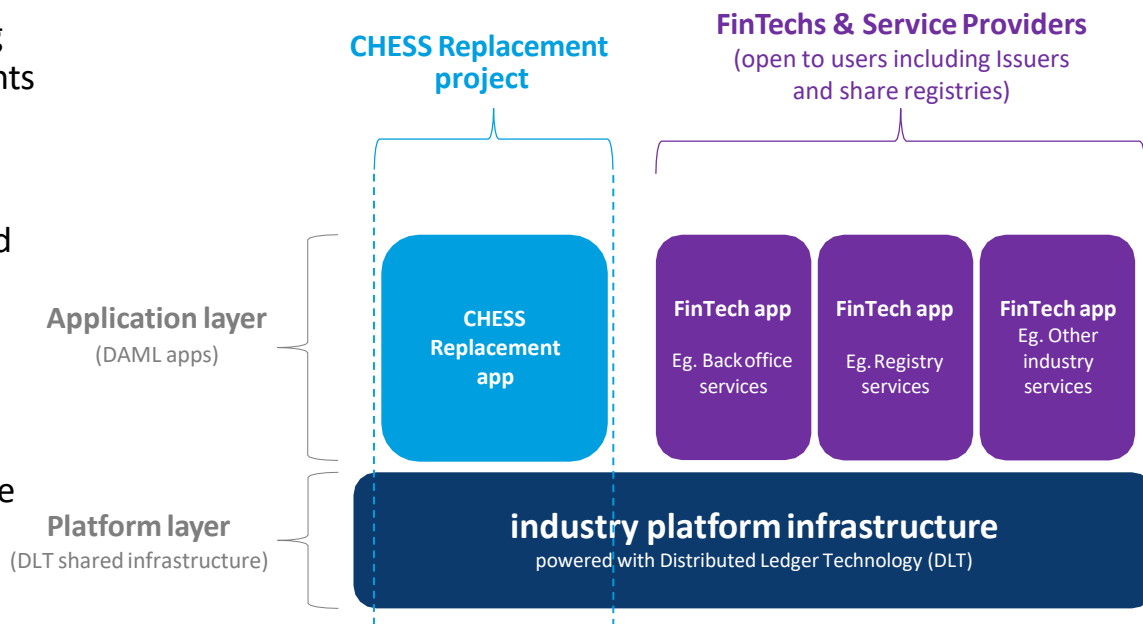 FinTechs & Service Providers
(open to users including Issuers
and share registries)
CHESS Replacement
project
nts
Application layer
(DAML apps)
CHESS
Replacement
app
FinTech app
Eg. Back office
services
FinTech app
Eg. Registry
services
FinTech app
Eg. Other
industry
services
Platform layer
(DLT shared infrastructure)
industry platform infrastructure
powered with Distributed Ledger Technology (DLT)